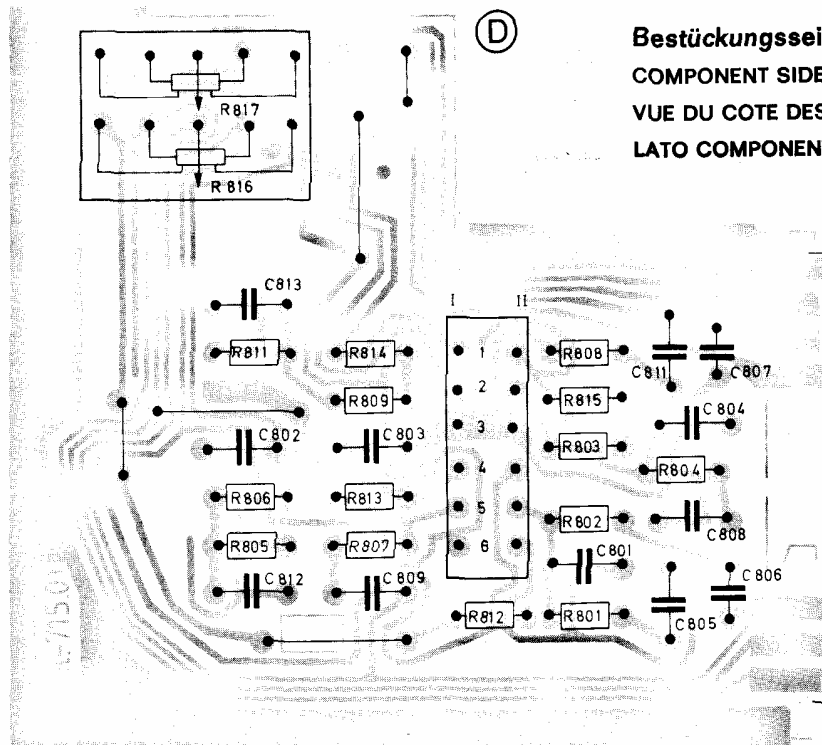 D
Bestückungssei
COMPONENT SIDE
VUE DU COTE DES
LATO COMPONEN
R817
R816
C813
I II
R811 R814 1 R808 C811 C807
R809 2 R815
3 C804
C802 C803 R803
4 R804
R806 R813
5 R802 C808
R805 R807 6 C801
C812 C809 C806
R812 R801 C805